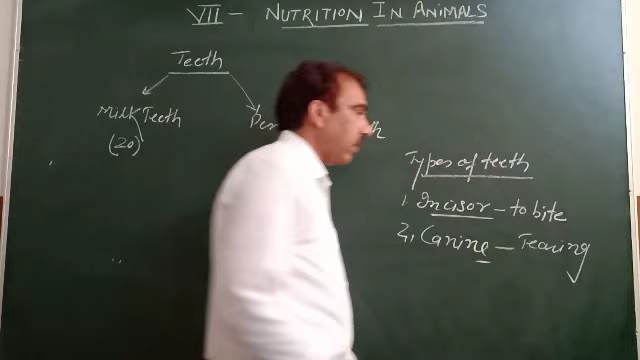 VII - NUTRITION IN ANIMALS
Teeth
Milk Teeth
(20)
Types of teeth
1. Incisor - to bite
2. Canine - Tearing